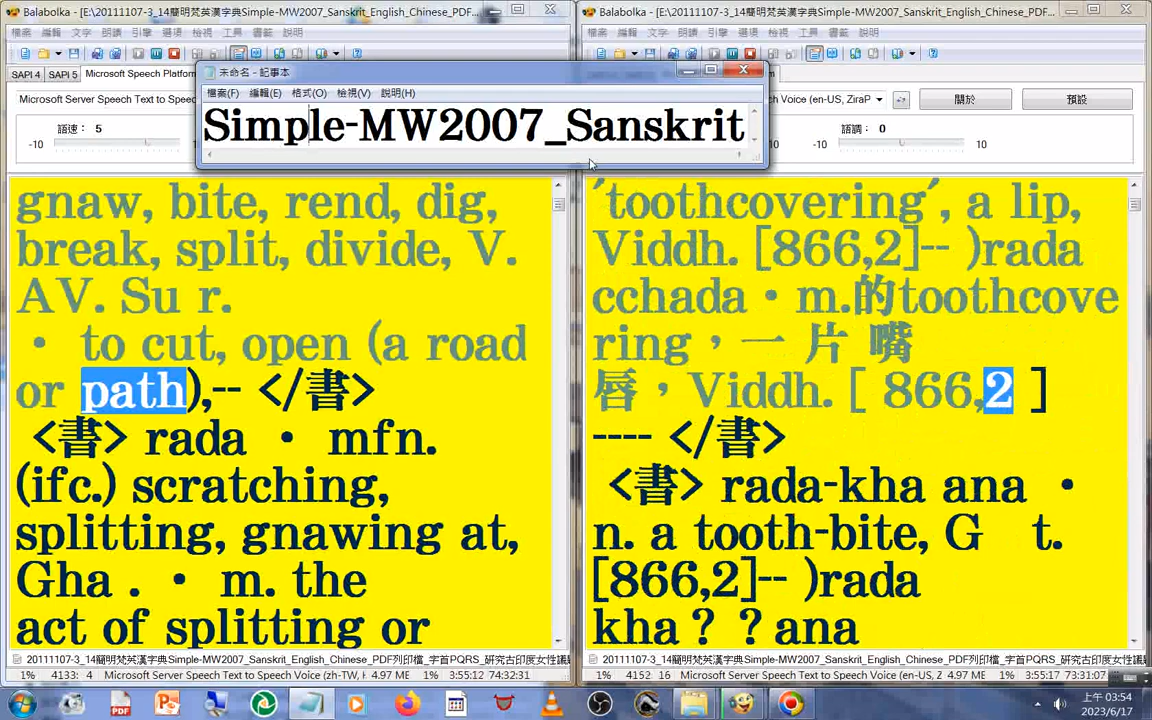 Balabolka - [E:\20111107-3_14簡明梵英漢字典Simple-MW2007_Sanskrit_English_Chinese_PDF...
檔案 編輯 文字 朗讀 引擎 選項 檢視 工具 書籤 說明
SAPI 4 SAPI 5 Microsoft Speech Platform
Microsoft Server Speech Text to Spee
語速： 5
-10
gnaw, bite, rend, dig,
break, split, divide, V.
AV. Su r.
• to cut, open (a road
or path),-- </書>
<書> rada • mfn.
(ifc.) scratching,
splitting, gnawing at,
Gha . • m. the
act of splitting or
20111107-3_14簡明梵英漢字典Simple-MW2007_Sanskrit_English_Chinese_PDF列印檔_字首PQRS_研究古印度女性議
1% 4133: 4 Microsoft Server Speech Text to Speech Voice (zh-TW, H 4.97 ME 1% 3:55:12 74:32:31
未命名 - 記事本
檔案(F) 編輯(E) 格式(O) 檢視(V) 說明(H)
Simple-MW2007_Sanskrit
Balabolka - [E:\20111107-3_14簡明梵英漢字典Simple-MW2007_Sanskrit_English_Chinese_PDF...
檔案 編輯 文字 朗讀 引擎 選項 檢視 工具 書籤 說明
Voice (en-US, ZiraP 關於 預設
語調： 0
-10 10
'toothcovering', a lip,
Viddh. [866,2]-- )rada
cchada • m.的toothcove
ring，一 片 嘴
唇，Viddh. [ 866,2 ]
---- </書>
<書> rada-kha ana •
n. a tooth-bite, G t.
[866,2]-- )rada
kha？？ana
20111107-3_14簡明梵英漢字典Simple-MW2007_Sanskrit_English_Chinese_PDF列印檔_字首PQRS_研究古印度女性議
1% 4152: 16 Microsoft Server Speech Text to Speech Voice (en-US, 4.97 ME 1% 3:55:17 73:31:07
上午 03:54
2023/6/17